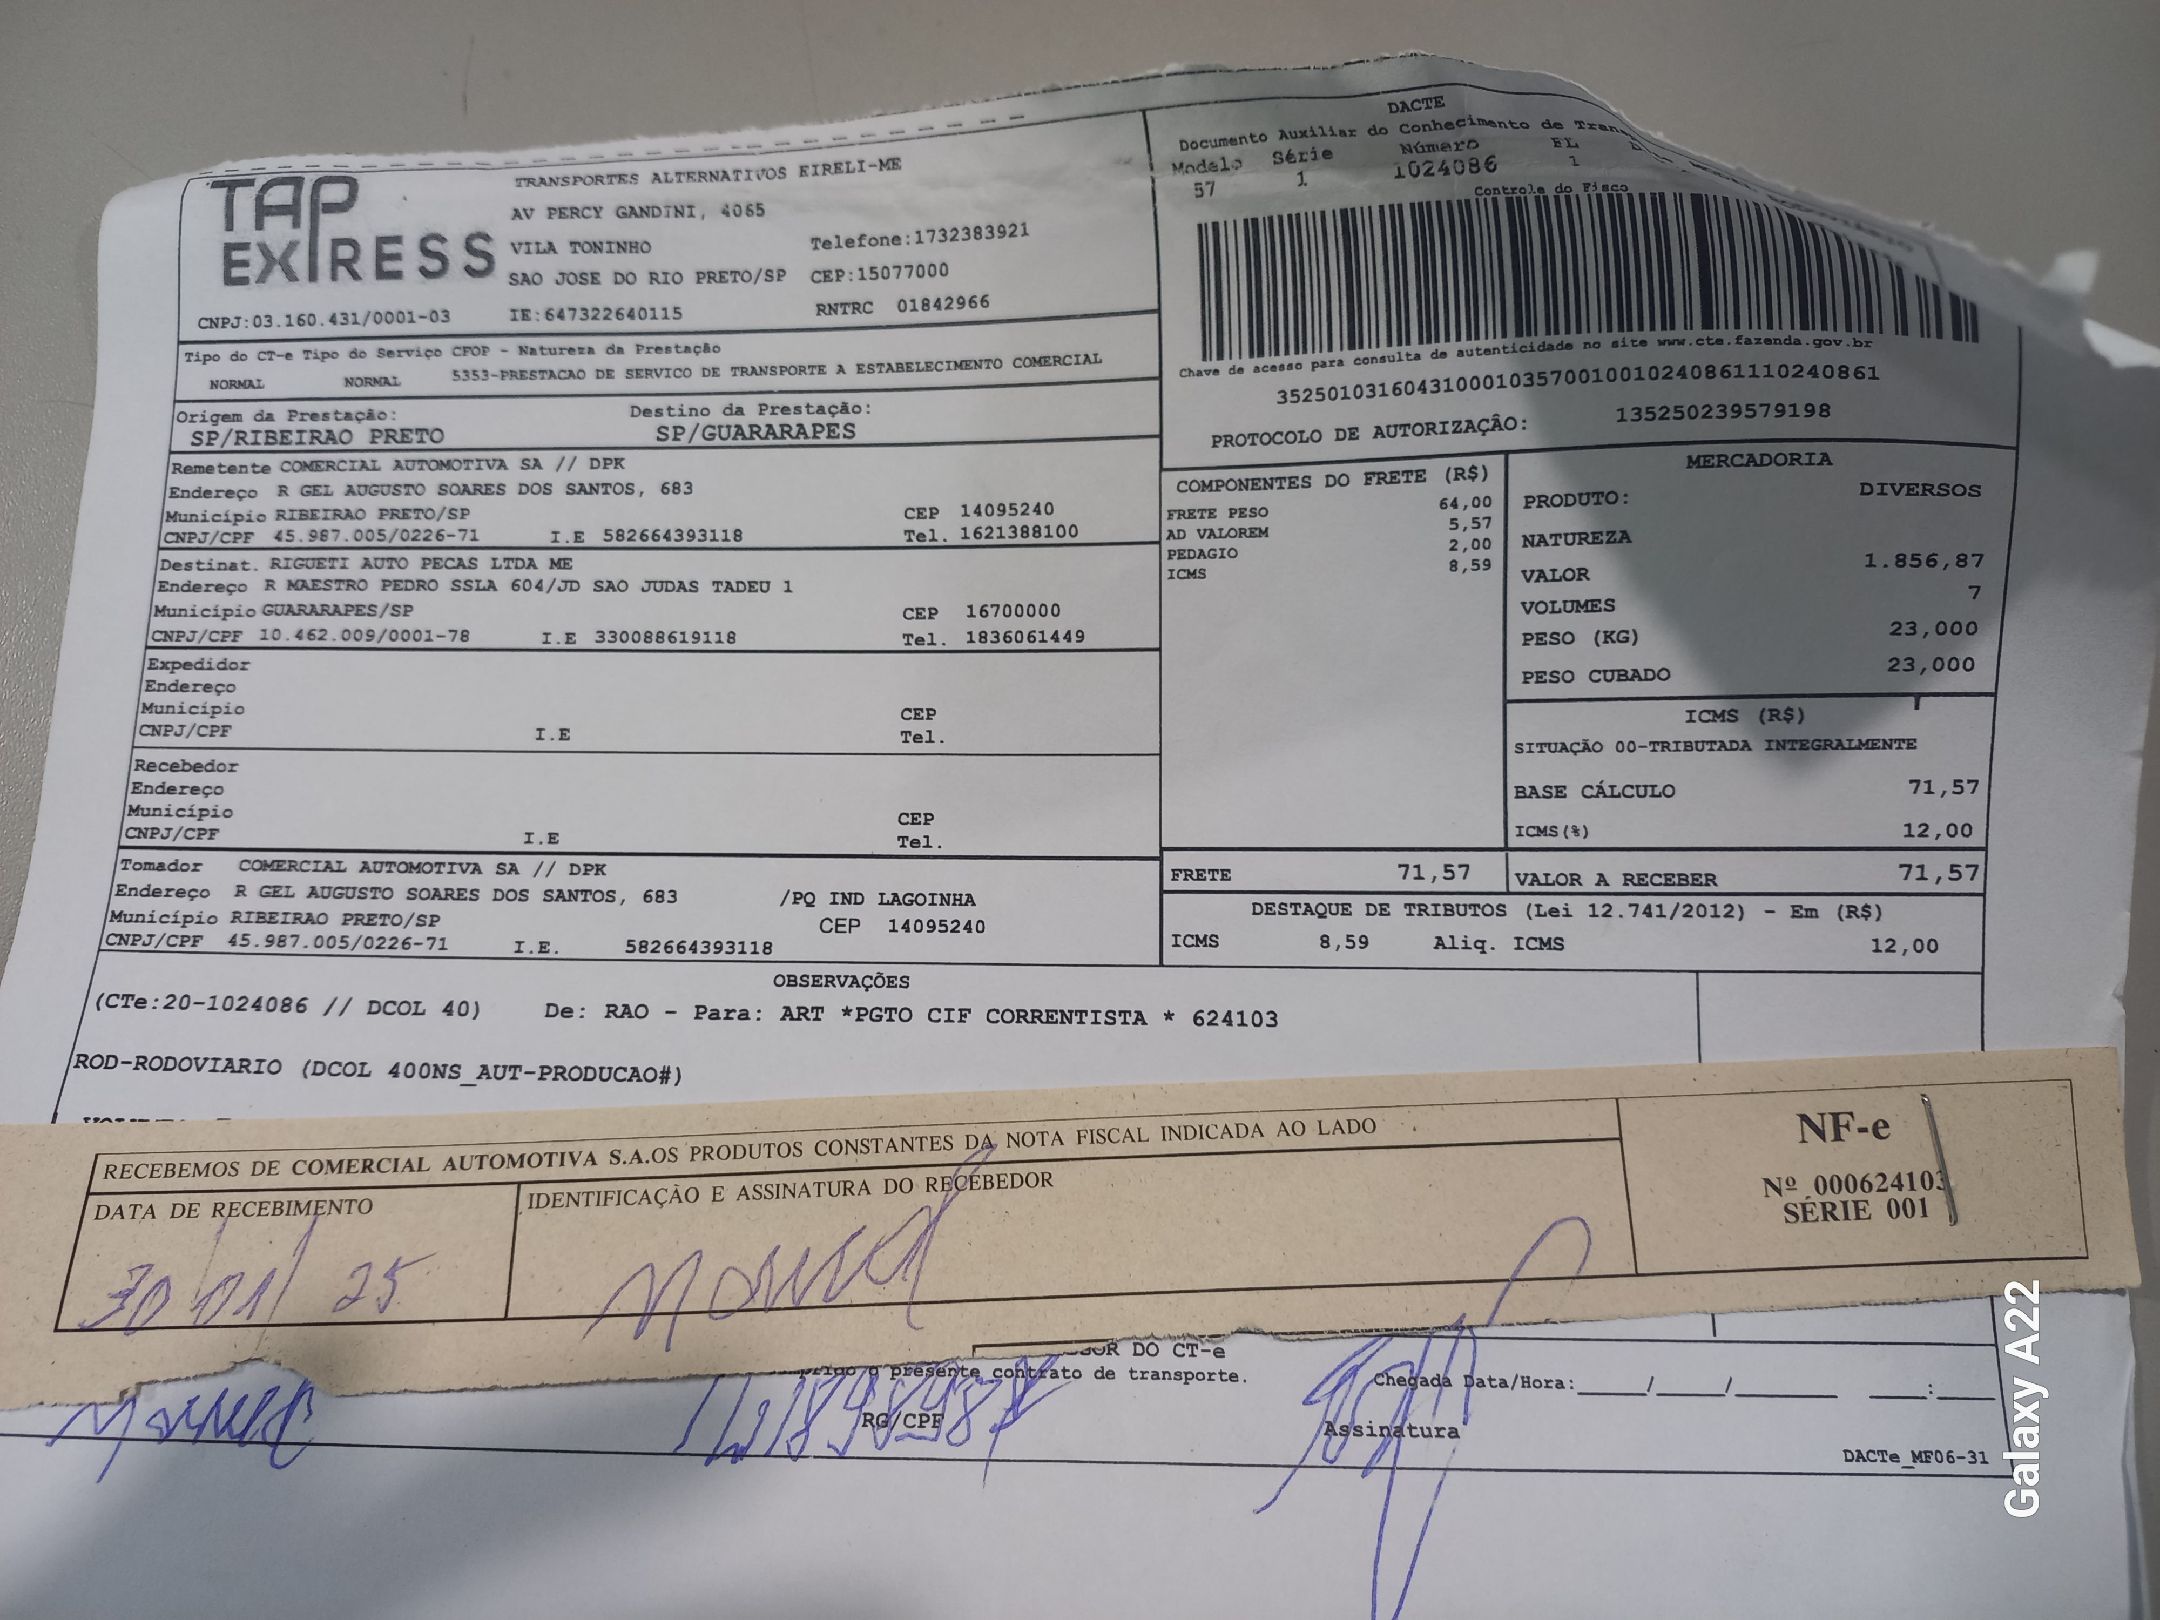 TAP
EXPRESS
TRANSPORTES ALTERNATIVOS EIRELI-ME
AV PERCY GANDINI, 4065
VILA TONINHO Telefone:1732383921
SAO JOSE DO RIO PRETO/SP CEP:15077000
CNPJ:03.160.431/0001-03 IE:647322640115 RNTRC 01842966
DACTE
Documento Auxiliar do Conhecimento de
Modelo Série Número FL
57 1 1024086 1
Controle do Fisco
Chave de acesso para consulta de autenticidade no site www.cte.fazenda.gov.br
35250103160431000103570010010240861110240861
PROTOCOLO DE AUTORIZAÇÃO: 135250239579198
Tipo do CT-e Tipo do Serviço CFOP - Natureza da Prestação
NORMAL NORMAL 5353-PRESTACAO DE SERVICO DE TRANSPORTE A ESTABELECIMENTO COMERCIAL
Origem da Prestação: Destino da Prestação:
SP/RIBEIRAO PRETO SP/GUARARAPES
Remetente COMERCIAL AUTOMOTIVA SA // DPK
Endereço R GEL AUGUSTO SOARES DOS SANTOS, 683
Município RIBEIRAO PRETO/SP CEP 14095240
CNPJ/CPF 45.987.005/0226-71 I.E 582664393118 Tel. 1621388100
Destinat. RIGUETI AUTO PECAS LTDA ME
Endereço R MAESTRO PEDRO SSLA 604/JD SAO JUDAS TADEU 1
Município GUARARAPES/SP CEP 16700000
CNPJ/CPF 10.462.009/0001-78 I.E 330088619118 Tel. 1836061449
Expedidor
Endereço
Município CEP
CNPJ/CPF I.E Tel.
Recebedor
Endereço
Município CEP
CNPJ/CPF I.E Tel.
Tomador COMERCIAL AUTOMOTIVA SA // DPK
Endereço R GEL AUGUSTO SOARES DOS SANTOS, 683 /PQ IND LAGOINHA
Município RIBEIRAO PRETO/SP CEP 14095240
CNPJ/CPF 45.987.005/0226-71 I.E. 582664393118
COMPONENTES DO FRETE (R$)
FRETE PESO 64,00
AD VALOREM 5,57
PEDAGIO 2,00
ICMS 8,59
MERCADORIA
PRODUTO: DIVERSOS
NATUREZA
VALOR 1.856,87
VOLUMES 7
PESO (KG) 23,000
PESO CUBADO 23,000
ICMS (R$)
SITUAÇÃO 00-TRIBUTADA INTEGRALMENTE
BASE CÁLCULO 71,57
ICMS(%) 12,00
FRETE 71,57 VALOR A RECEBER 71,57
DESTAQUE DE TRIBUTOS (Lei 12.741/2012) - Em (R$)
ICMS 8,59 Aliq. ICMS 12,00
OBSERVAÇÕES
(CTe:20-1024086 // DCOL 40) De: RAO - Para: ART *PGTO CIF CORRENTISTA * 624103
ROD-RODOVIARIO (DCOL 400NS_AUT-PRODUCAO#)
RECEBEMOS DE COMERCIAL AUTOMOTIVA S.A.OS PRODUTOS CONSTANTES DA NOTA FISCAL INDICADA AO LADO
DATA DE RECEBIMENTO IDENTIFICAÇÃO E ASSINATURA DO RECEBEDOR
30/01/25
NF-e
Nº 000624103
SÉRIE 001
DO CT-e
o presente contrato de transporte.
Chegada Data/Hora:____/____/______ ___:___
RG/CPF Assinatura
DACTe_MF06-31
Galaxy A22